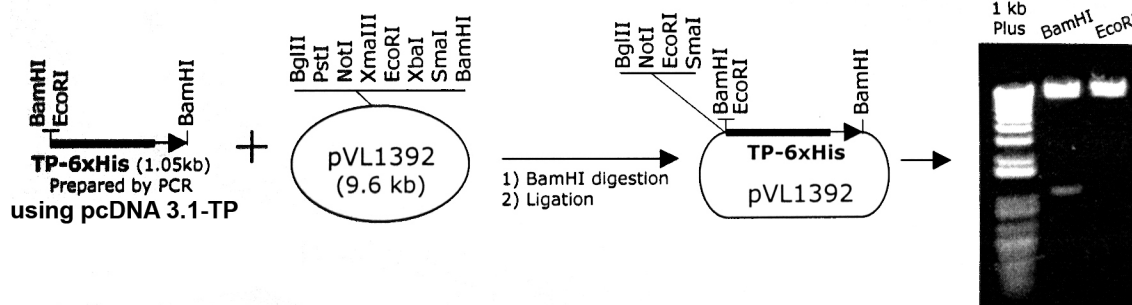 BamHI
EcoRI
BamHI
TP-6xHis (1.05kb)
Prepared by PCR
using pcDNA 3.1-TP
+
BglII
PstI
NotI
XmaIII
EcoRI
XbaI
SmaI
BamHI
pVL1392
(9.6 kb)
1) BamHI digestion
2) Ligation
BglII
NotI
EcoRI
SmaI
BamHI
EcoRI
BamHI
TP-6xHis
pVL1392
1 kb
Plus
BamHI
EcoRI